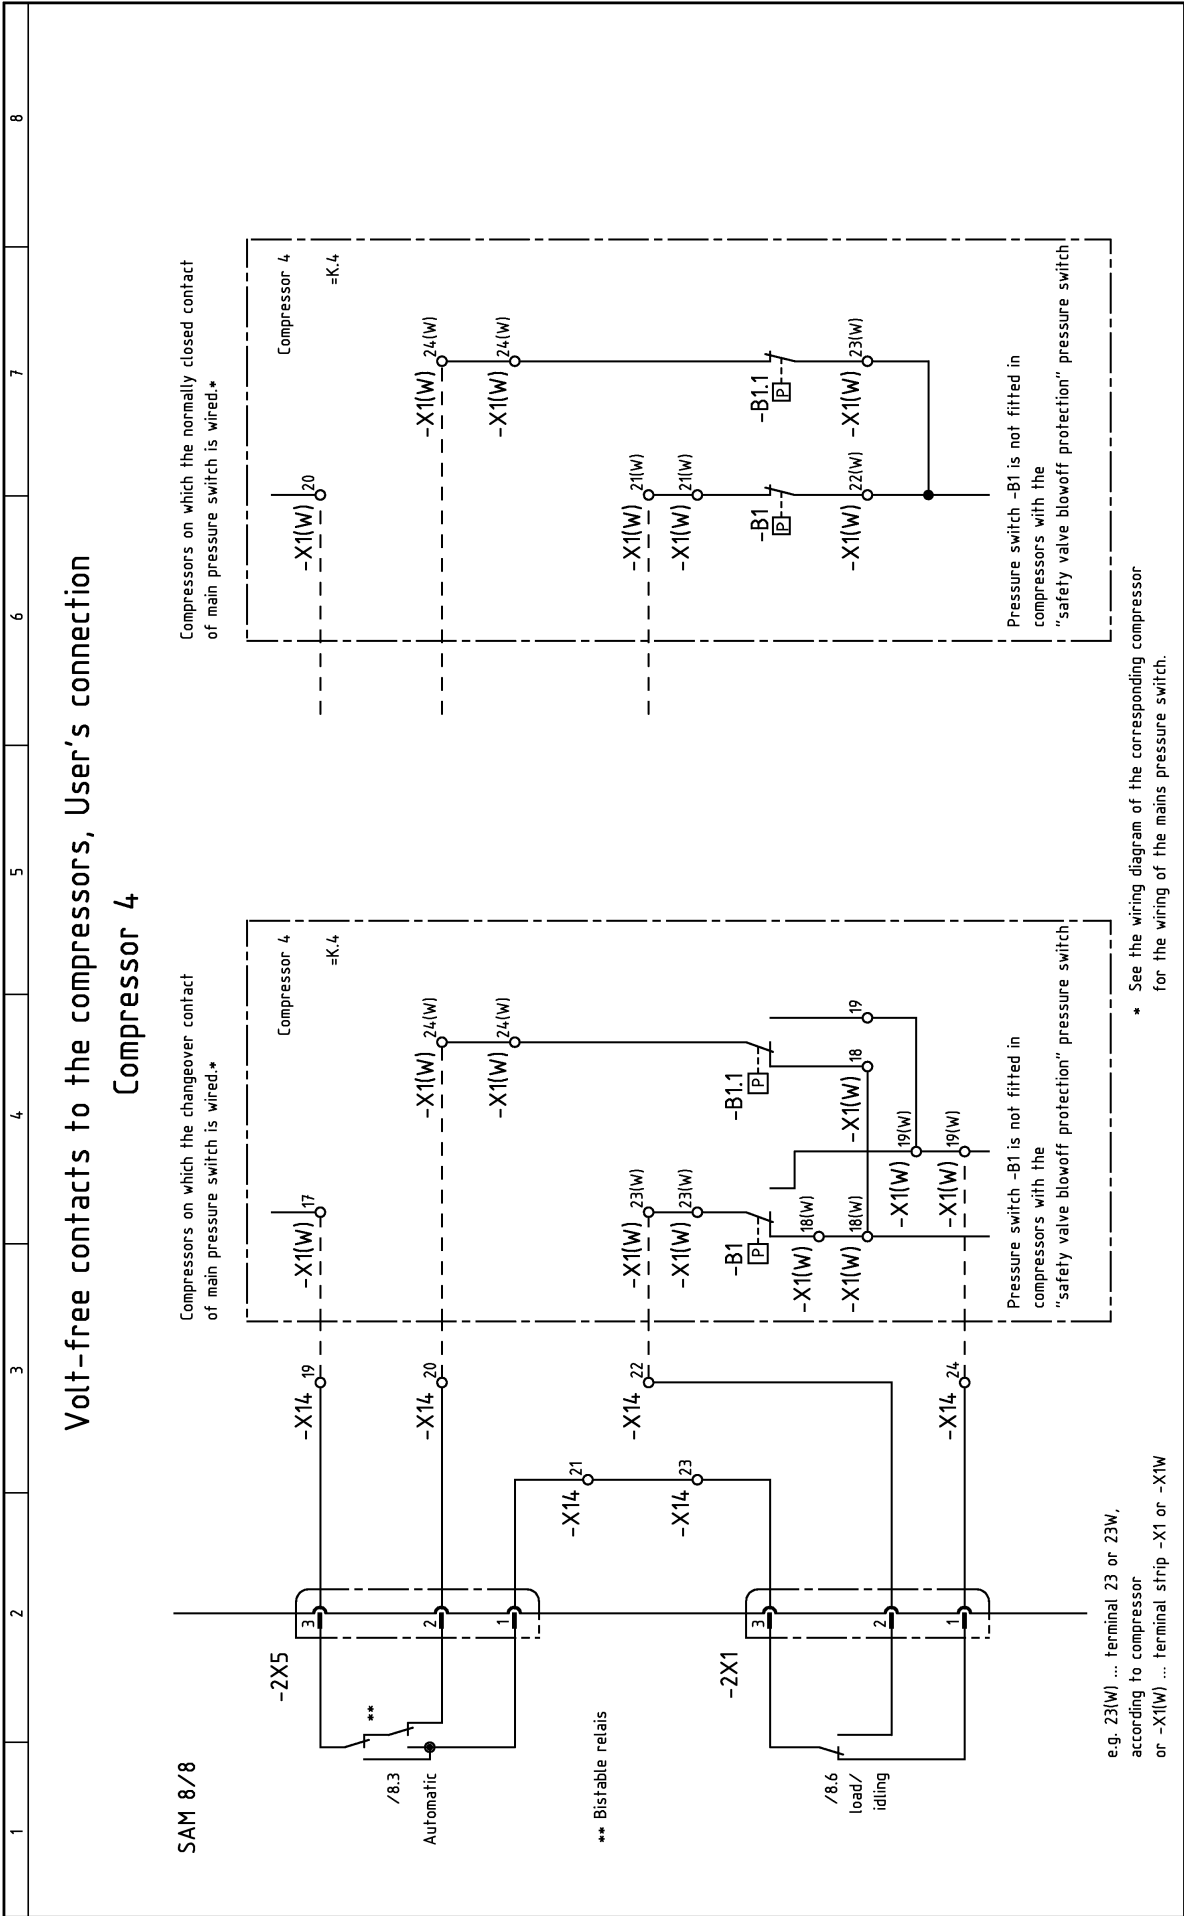 1 2 3 4 5 6 7 8
Volt-free contacts to the compressors, User's connection
Compressor 4
SAM 8/8
Compressors on which the changeover contact
of main pressure switch is wired.*
Compressors on which the normally closed contact
of main pressure switch is wired.*
-2X5
3
2
1
**
/8.3
Automatic
** Bistable relais
-2X1
3
2
1
/8.6
load/
idling
-X14 19
-X14 20
-X14 21
-X14 22
-X14 23
-X14 24
Compressor 4
=K.4
-X1(W) 17
-X1(W) 24(W)
-X1(W) 24(W)
-X1(W) 23(W)
-X1(W) 23(W)
-B1
P
-B1.1
P
-X1(W) 18(W)
-X1(W) 18(W)
-X1(W) 18
19
-X1(W) 19(W)
-X1(W) 19(W)
Pressure switch -B1 is not fitted in
compressors with the
"safety valve blowoff protection" pressure switch
Compressor 4
=K.4
-X1(W) 20
-X1(W) 24(W)
-X1(W) 24(W)
-X1(W) 21(W)
-X1(W) 21(W)
-B1
P
-B1.1
P
-X1(W) 22(W)
-X1(W) 23(W)
Pressure switch -B1 is not fitted in
compressors with the
"safety valve blowoff protection" pressure switch
e.g. 23(W) ... terminal 23 or 23W,
according to compressor
or -X1(W) ... terminal strip -X1 or -X1W
* See the wiring diagram of the corresponding compressor
for the wiring of the mains pressure switch.